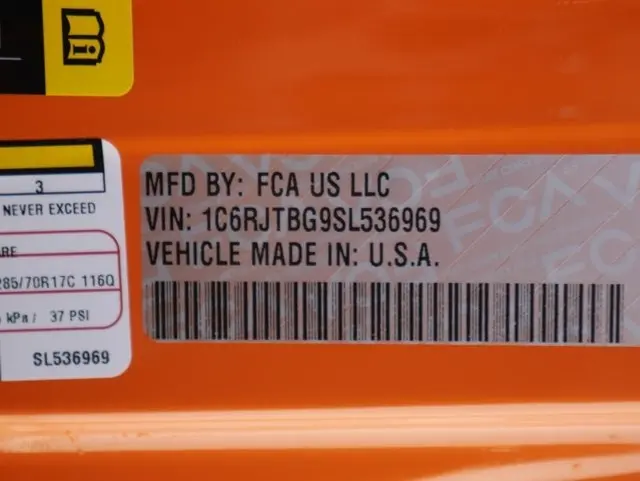 3
NEVER EXCEED
285/70R17C 116Q
kPa / 37 PSI
SL536969
MFD BY: FCA US LLC
VIN: 1C6RJTBG9SL536969
VEHICLE MADE IN: U.S.A.